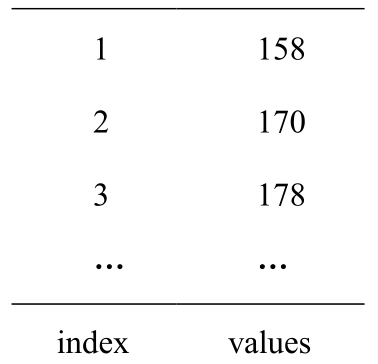 1 158
2 170
3 178
... ...
index values